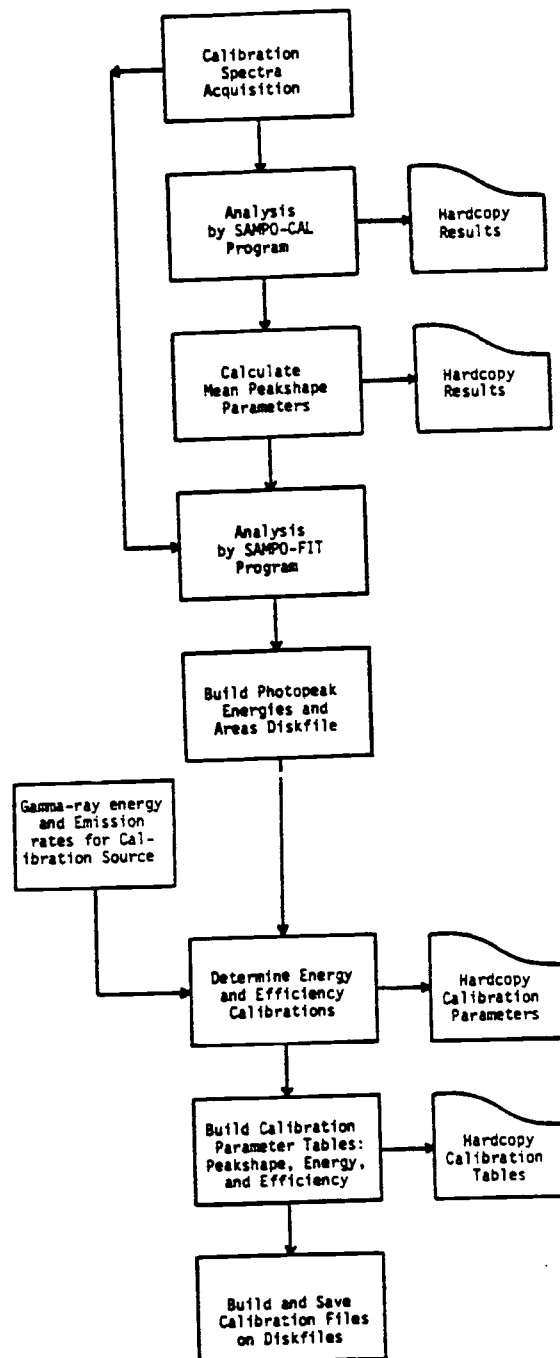 Calibration
Spectra
Acquisition
Analysis
by SAMPO-CAL
Program
Hardcopy
Results
Calculate
Mean Peakshape
Parameters
Hardcopy
Results
Analysis
by SAMPO-FIT
Program
Build Photopeak
Energies and
Areas Diskfile
Gamma-ray energy
and Emission
rates for Cal-
ibration Source
Determine Energy
and Efficiency
Calibrations
Hardcopy
Calibration
Parameters
Build Calibration
Parameter Tables:
Peakshape, Energy,
and Efficiency
Hardcopy
Calibration
Tables
Build and Save
Calibration Files
on Diskfiles